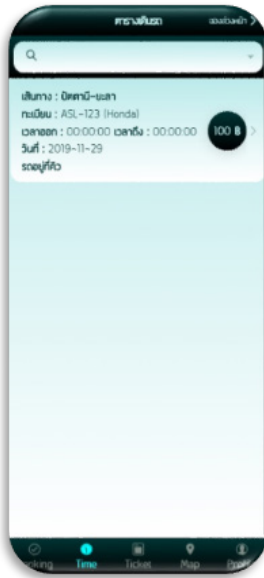 ตารางเดินรถ
จองล่วงหน้า
เส้นทาง : ปัตตานี-ยะลา
ทะเบียน : ASL-123 (Honda)
เวลาออก : 00:00:00 เวลาถึง : 00:00:00
100 ฿
วันที่ : 2019-11-29
รถอยู่ที่คิว
Time
Ticket
Map